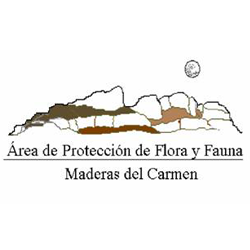 Área de Protección de Flora y Fauna
Maderas del Carmen